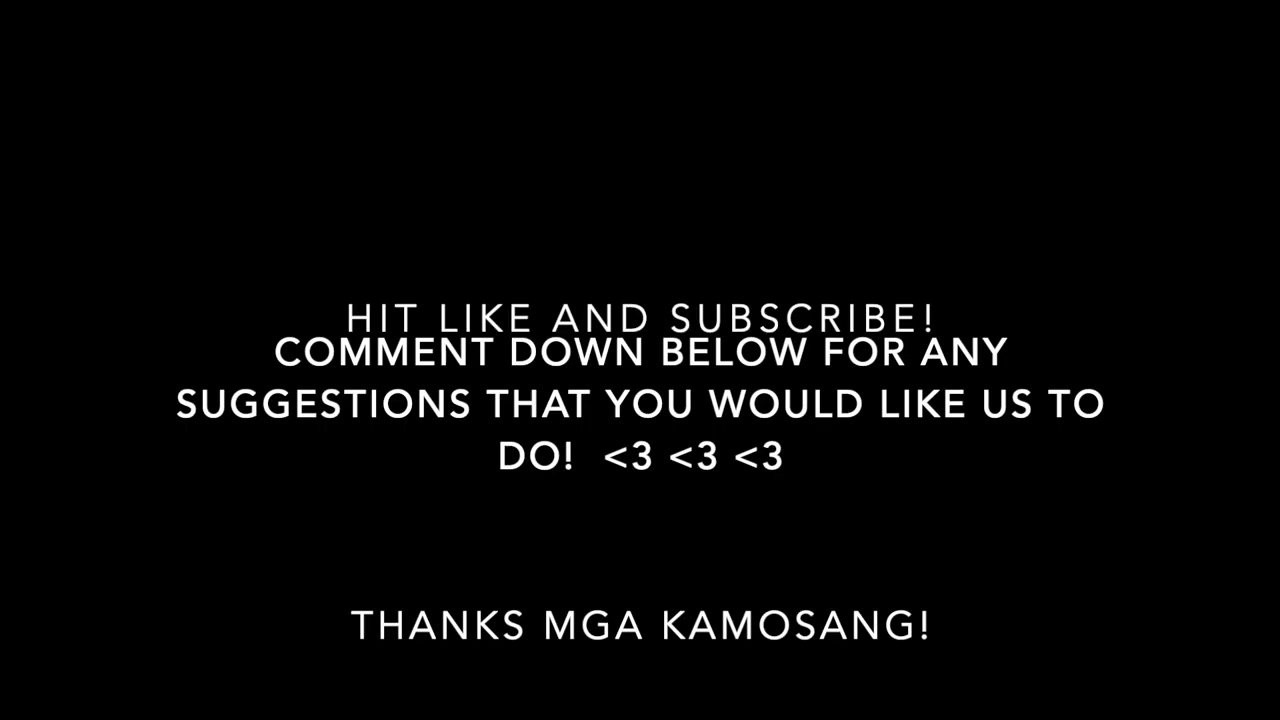 HIT LIKE AND SUBSCRIBE!
COMMENT DOWN BELOW FOR ANY
SUGGESTIONS THAT YOU WOULD LIKE US TO
DO!  <3 <3 <3
THANKS MGA KAMOSANG!